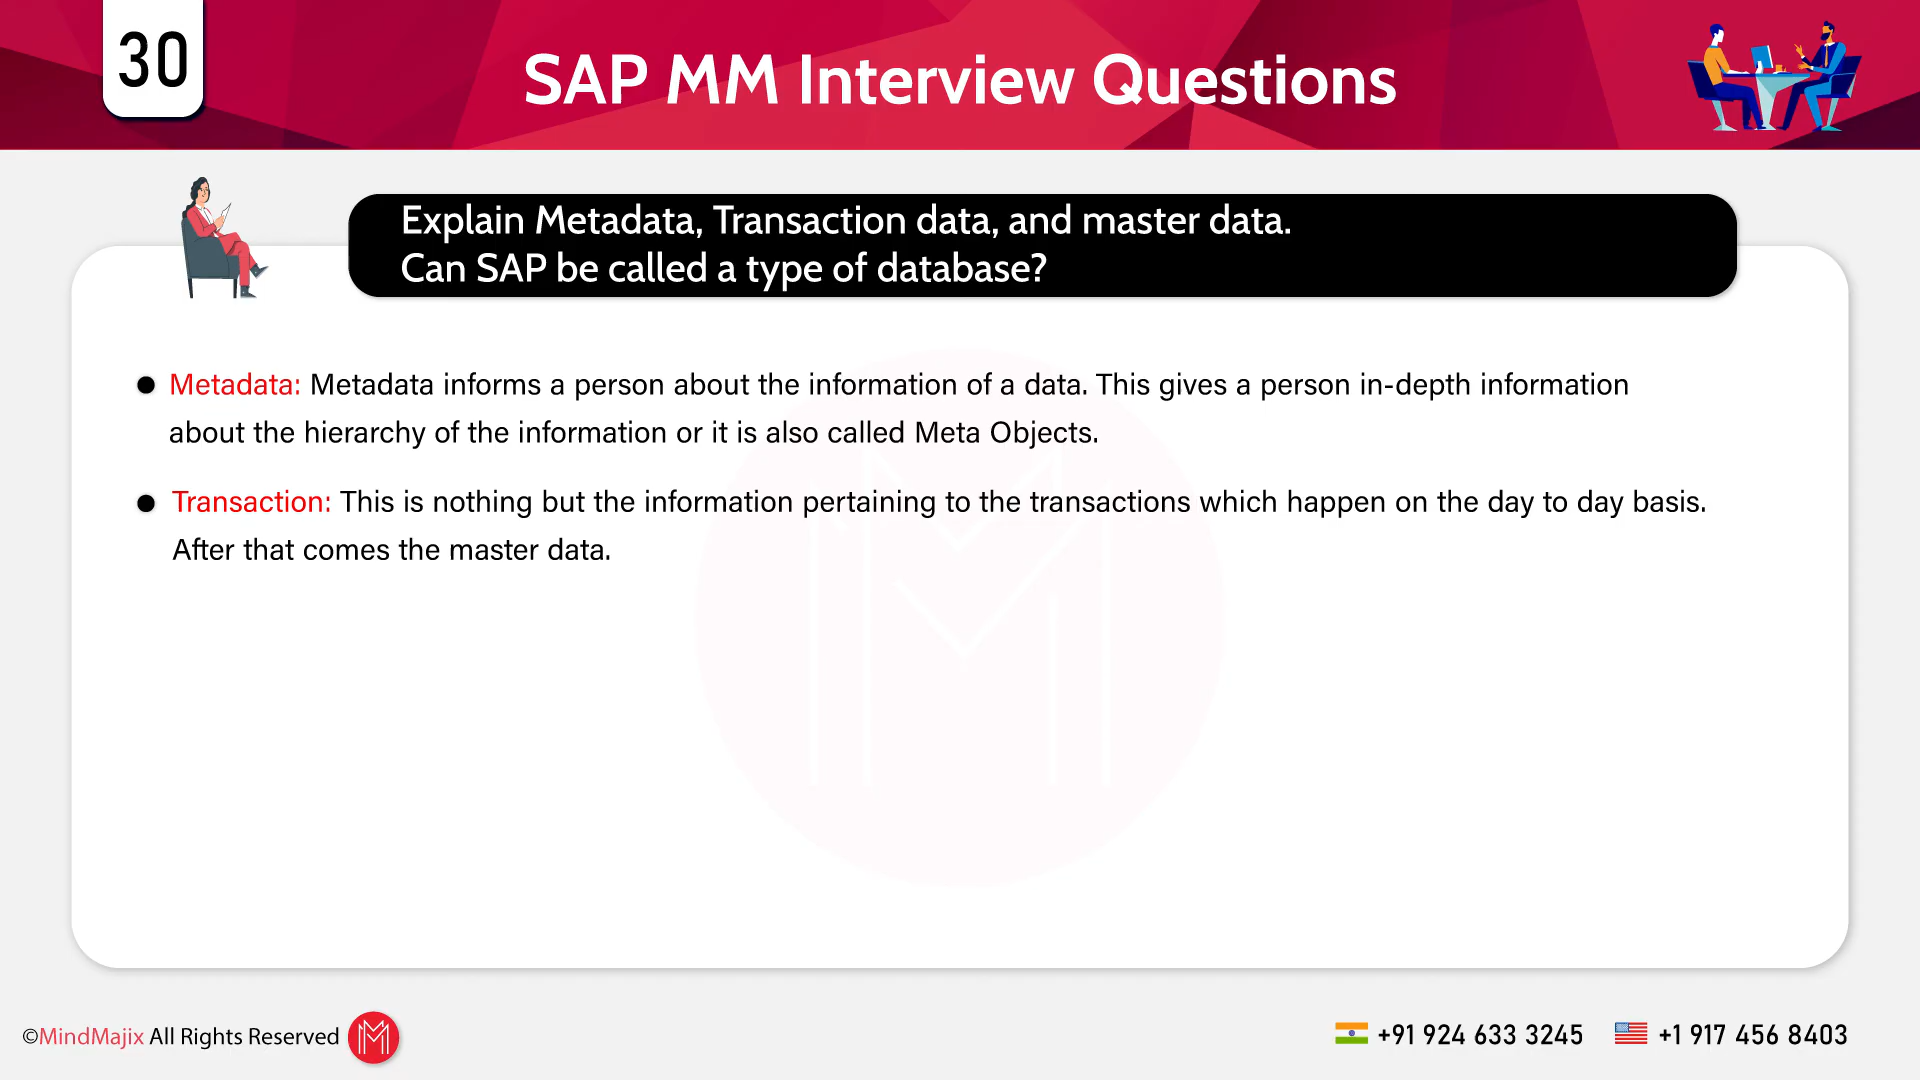 30
SAP MM Interview Questions
Explain Metadata, Transaction data, and master data.
Can SAP be called a type of database?
● Metadata: Metadata informs a person about the information of a data. This gives a person in-depth information
about the hierarchy of the information or it is also called Meta Objects.
● Transaction: This is nothing but the information pertaining to the transactions which happen on the day to day basis.
After that comes the master data.
©MindMajix All Rights Reserved
+91 924 633 3245
+1 917 456 8403